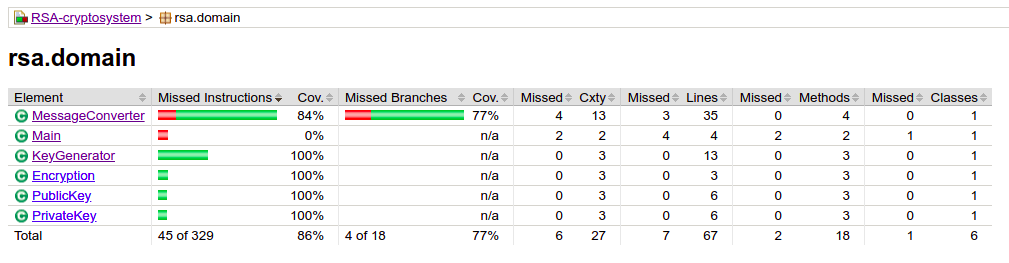 RSA-cryptosystem > rsa.domain
rsa.domain
Element Missed Instructions Cov. Missed Branches Cov. Missed Cxty Missed Lines Missed Methods Missed Classes
MessageConverter 84% 77% 4 13 3 35 0 4 0 1
Main 0% n/a 2 2 4 4 2 2 1 1
KeyGenerator 100% n/a 0 3 0 13 0 3 0 1
Encryption 100% n/a 0 3 0 3 0 3 0 1
PublicKey 100% n/a 0 3 0 6 0 3 0 1
PrivateKey 100% n/a 0 3 0 6 0 3 0 1
Total 45 of 329 86% 4 of 18 77% 6 27 7 67 2 18 1 6